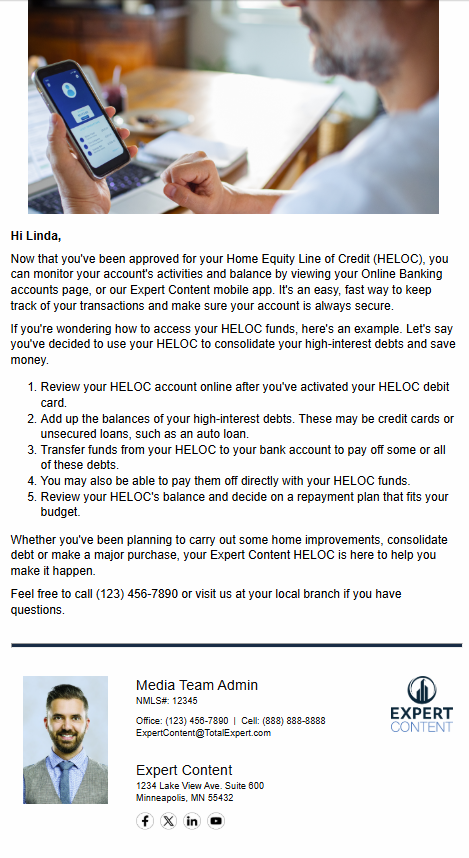 Hi Linda,
Now that you've been approved for your Home Equity Line of Credit (HELOC), you
can monitor your account's activities and balance by viewing your Online Banking
accounts page, or our Expert Content mobile app. It's an easy, fast way to keep
track of your transactions and make sure your account is always secure.
If you're wondering how to access your HELOC funds, here's an example. Let's say
you've decided to use your HELOC to consolidate your high-interest debts and save
money.
1. Review your HELOC account online after you've activated your HELOC debit
card.
2. Add up the balances of your high-interest debts. These may be credit cards or
unsecured loans, such as an auto loan.
3. Transfer funds from your HELOC to your bank account to pay off some or all
of these debts.
4. You may also be able to pay them off directly with your HELOC funds.
5. Review your HELOC's balance and decide on a repayment plan that fits your
budget.
Whether you've been planning to carry out some home improvements, consolidate
debt or make a major purchase, your Expert Content HELOC is here to help you
make it happen.
Feel free to call (123) 456-7890 or visit us at your local branch if you have
questions.
Media Team Admin
NMLS#: 12345
Office: (123) 456-7890 | Cell: (888) 888-8888
ExpertContent@TotalExpert.com
EXPERT
CONTENT
Expert Content
1234 Lake View Ave. Suite 600
Minneapolis, MN 55432